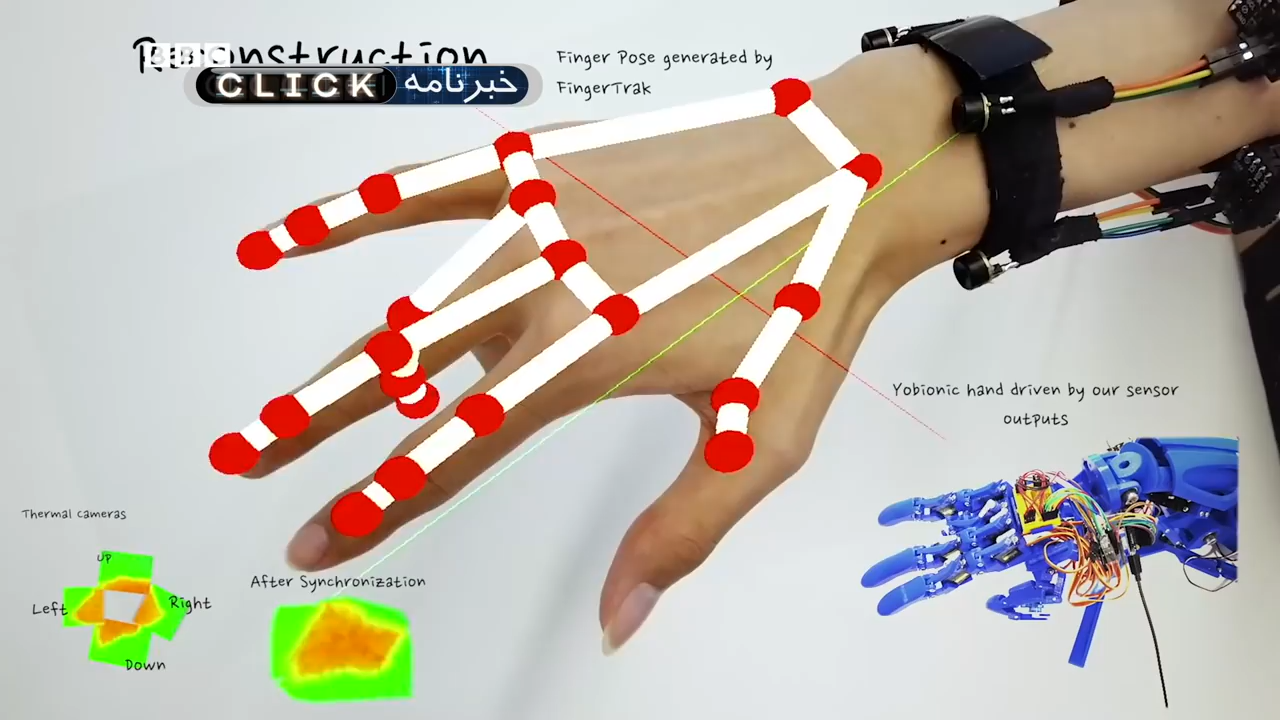 Reconstruction
BBC
CLICK خبرنامه
Finger Pose generated by
FingerTrak
Yobionic hand driven by our sensor
outputs
Thermal cameras
UP
Left
Right
Down
After Synchronization